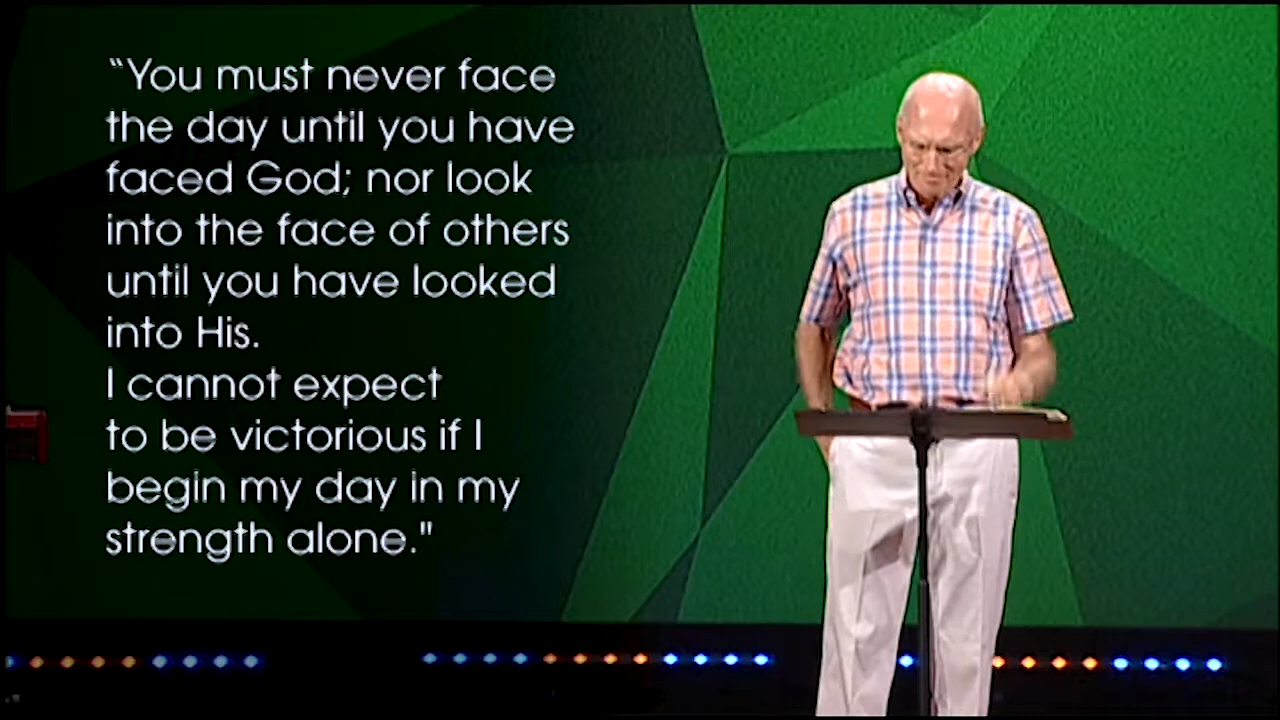 “You must never face
the day until you have
faced God; nor look
into the face of others
until you have looked
into His.
I cannot expect
to be victorious if I
begin my day in my
strength alone."